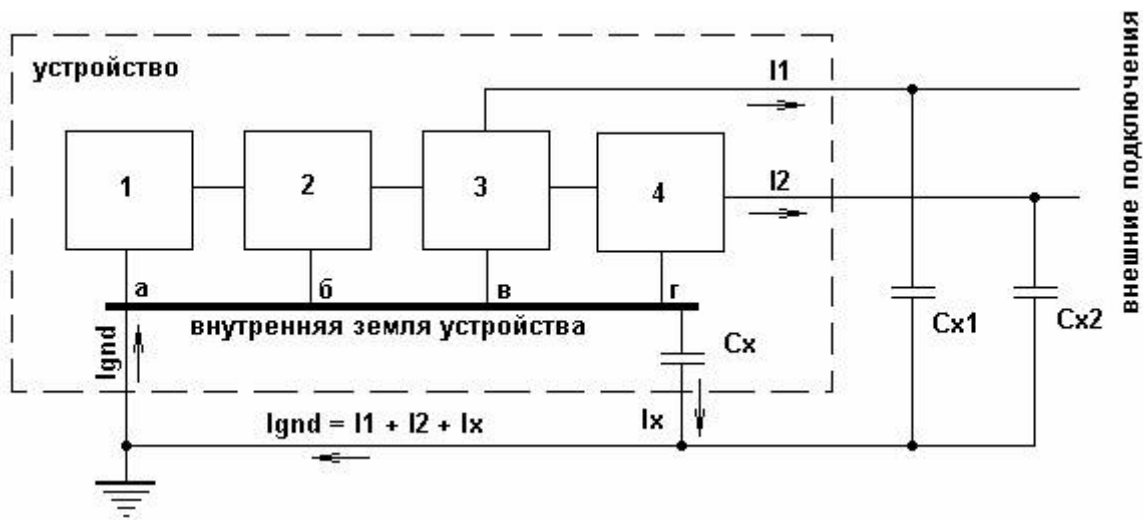 устройство
I1
внешние подключения
1
2
3
4
I2
а
б
в
г
внутренняя земля устройства
Cx1
Cx2
Ignd
Cx
Ignd = I1 + I2 + Ix
Ix